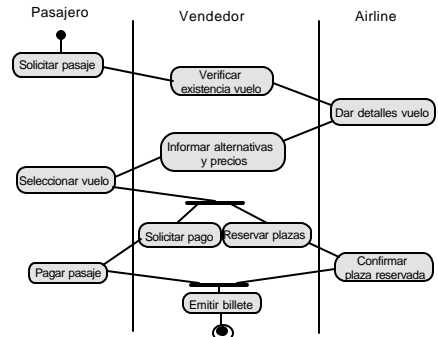 Pasajero
Vendedor
Airline
Solicitar pasaje
Verificar
existencia vuelo
Dar detalles vuelo
Informar alternativas
y precios
Seleccionar vuelo
Solicitar pago
Reservar plazas
Pagar pasaje
Confirmar
plaza reservada
Emitir billete